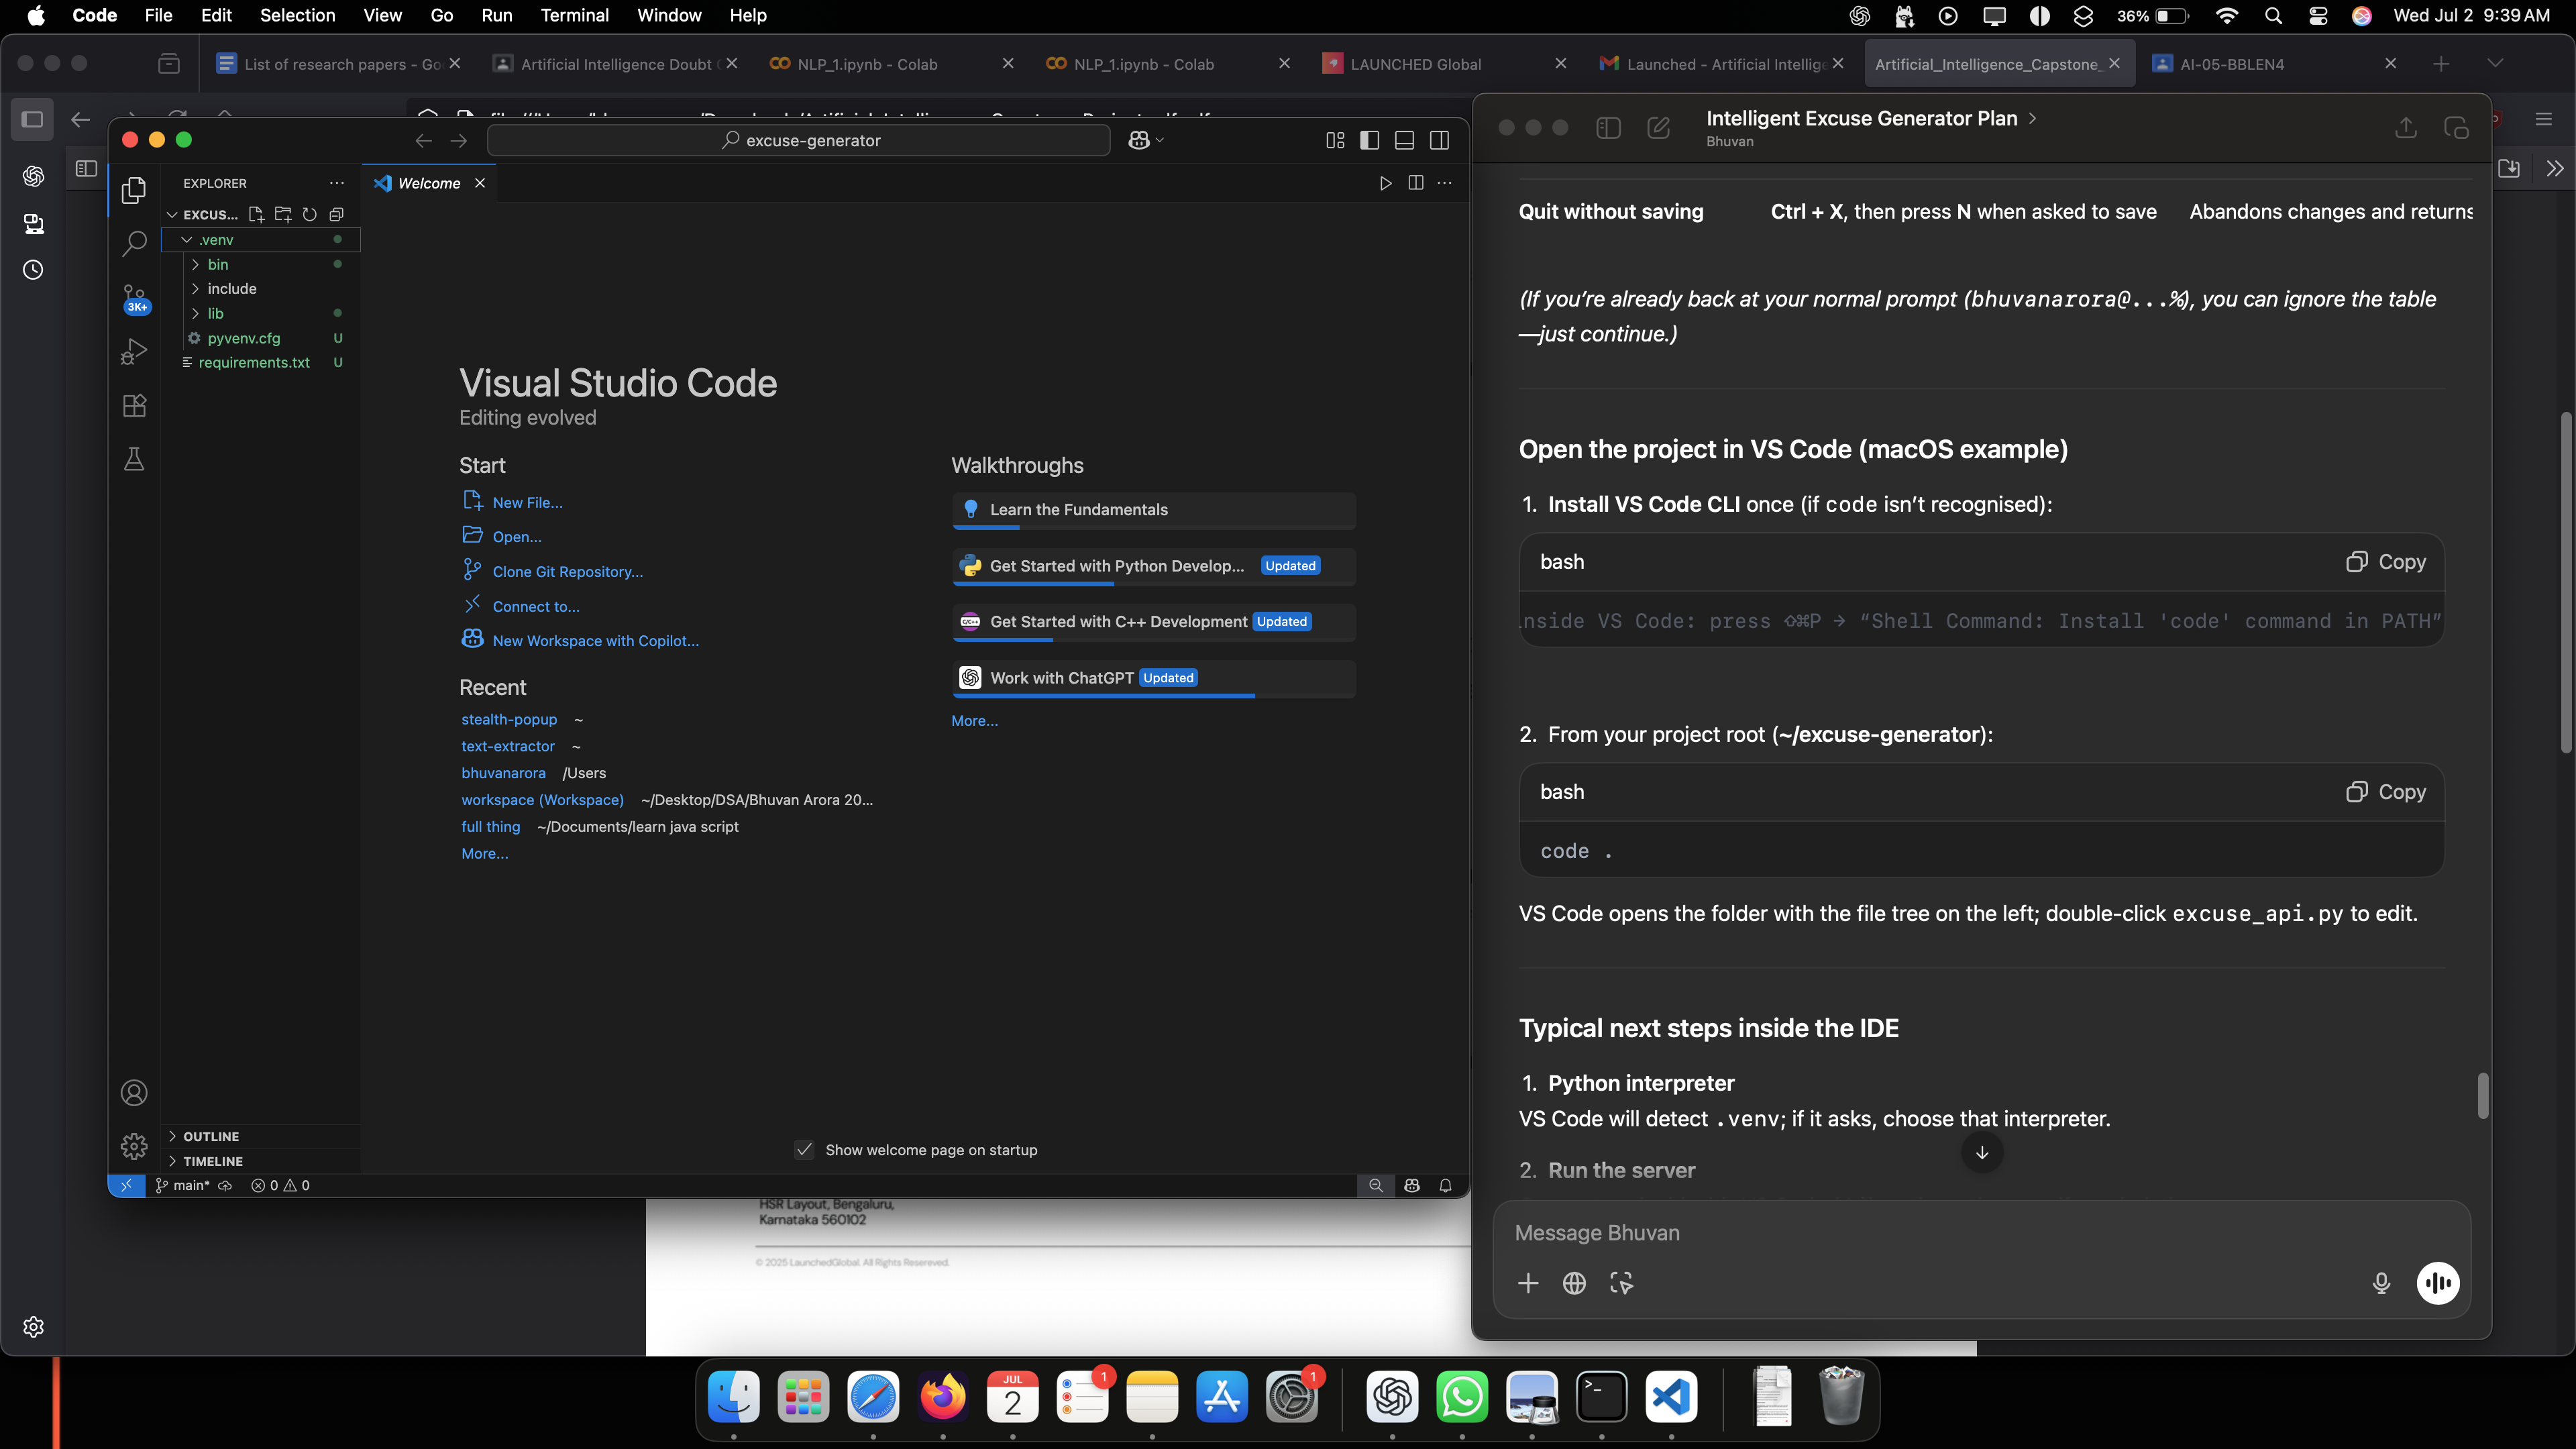 Code File Edit Selection View Go Run Terminal Window Help
36% Wed Jul 2 9:39 AM
List of research papers - Go
Artificial Intelligence Doubt
NLP_1.ipynb - Colab
NLP_1.ipynb - Colab
LAUNCHED Global
Launched - Artificial Intellige
Artificial_Intelligence_Capstone_
AI-05-BBLEN4
excuse-generator
EXPLORER
Welcome
EXCUS...
.venv
bin
include
lib
pyvenv.cfg U
requirements.txt U
3K+
Visual Studio Code
Editing evolved
Start
New File...
Open...
Clone Git Repository...
Connect to...
New Workspace with Copilot...
Recent
stealth-popup ~
text-extractor ~
bhuvanarora /Users
workspace (Workspace) ~/Desktop/DSA/Bhuvan Arora 20...
full thing ~/Documents/learn java script
More...
Walkthroughs
Learn the Fundamentals
Get Started with Python Develop... Updated
Get Started with C++ Development Updated
Work with ChatGPT Updated
More...
Show welcome page on startup
OUTLINE
TIMELINE
main* 0 0
HSR Layout, Bengaluru,
Karnataka 560102
© 2025 LaunchedGlobal. All Rights Resereved.
Intelligent Excuse Generator Plan
Bhuvan
Quit without saving Ctrl + X, then press N when asked to save Abandons changes and returns
(If you’re already back at your normal prompt (bhuvanarora@...%), you can ignore the table
—just continue.)
Open the project in VS Code (macOS example)
1. Install VS Code CLI once (if code isn’t recognised):
bash Copy
nside VS Code: press ⇧⌘P → “Shell Command: Install 'code' command in PATH”
2. From your project root (~/excuse-generator):
bash Copy
code .
VS Code opens the folder with the file tree on the left; double-click excuse_api.py to edit.
Typical next steps inside the IDE
1. Python interpreter
VS Code will detect .venv; if it asks, choose that interpreter.
2. Run the server
Message Bhuvan
JUL
2
1
1